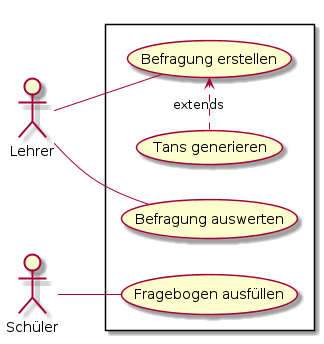 Befragung erstellen
extends
Tans generieren
Lehrer
Befragung auswerten
Fragebogen ausfüllen
Schüler